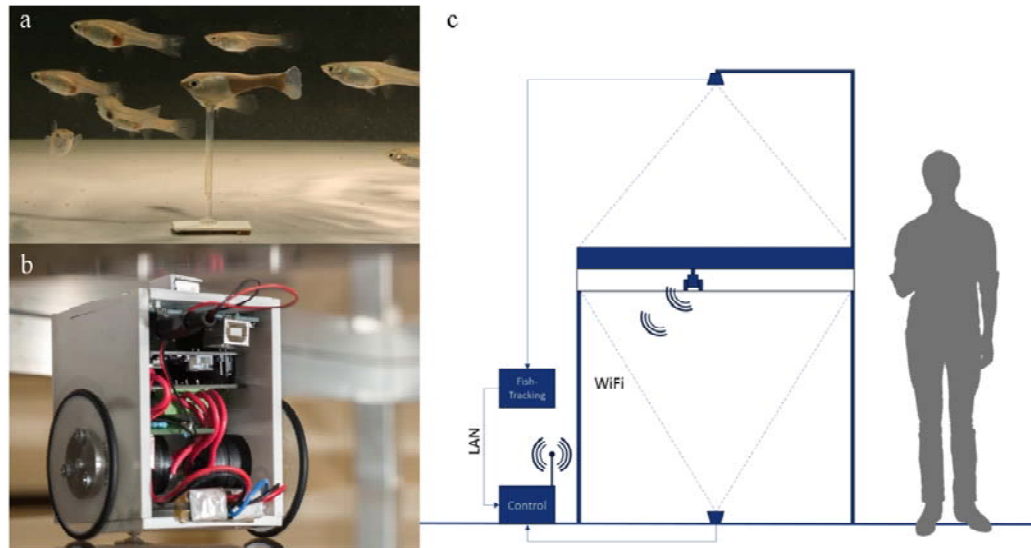 a
b
c
WiFi
Fish-
Tracking
LAN
Control